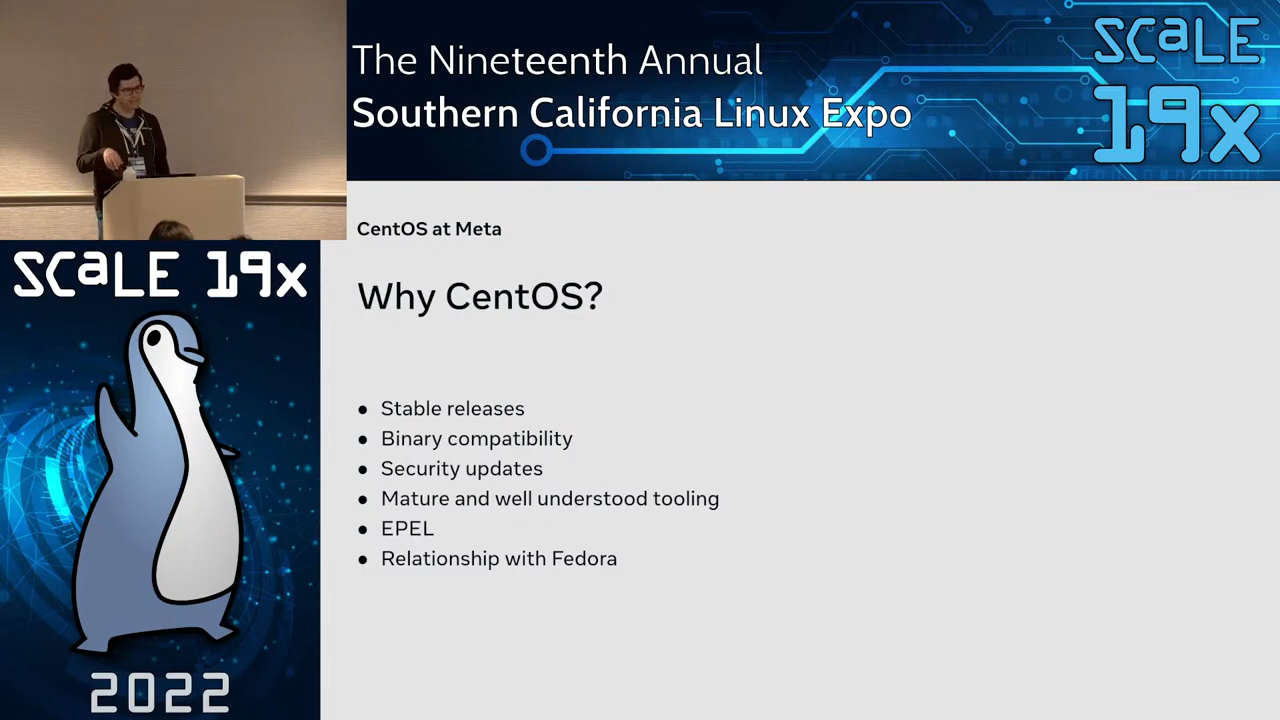 The Nineteenth Annual
Southern California Linux Expo
SCaLE
19x
CentOS at Meta
SCaLE 19x
Why CentOS?
● Stable releases
● Binary compatibility
● Security updates
● Mature and well understood tooling
● EPEL
● Relationship with Fedora
2022